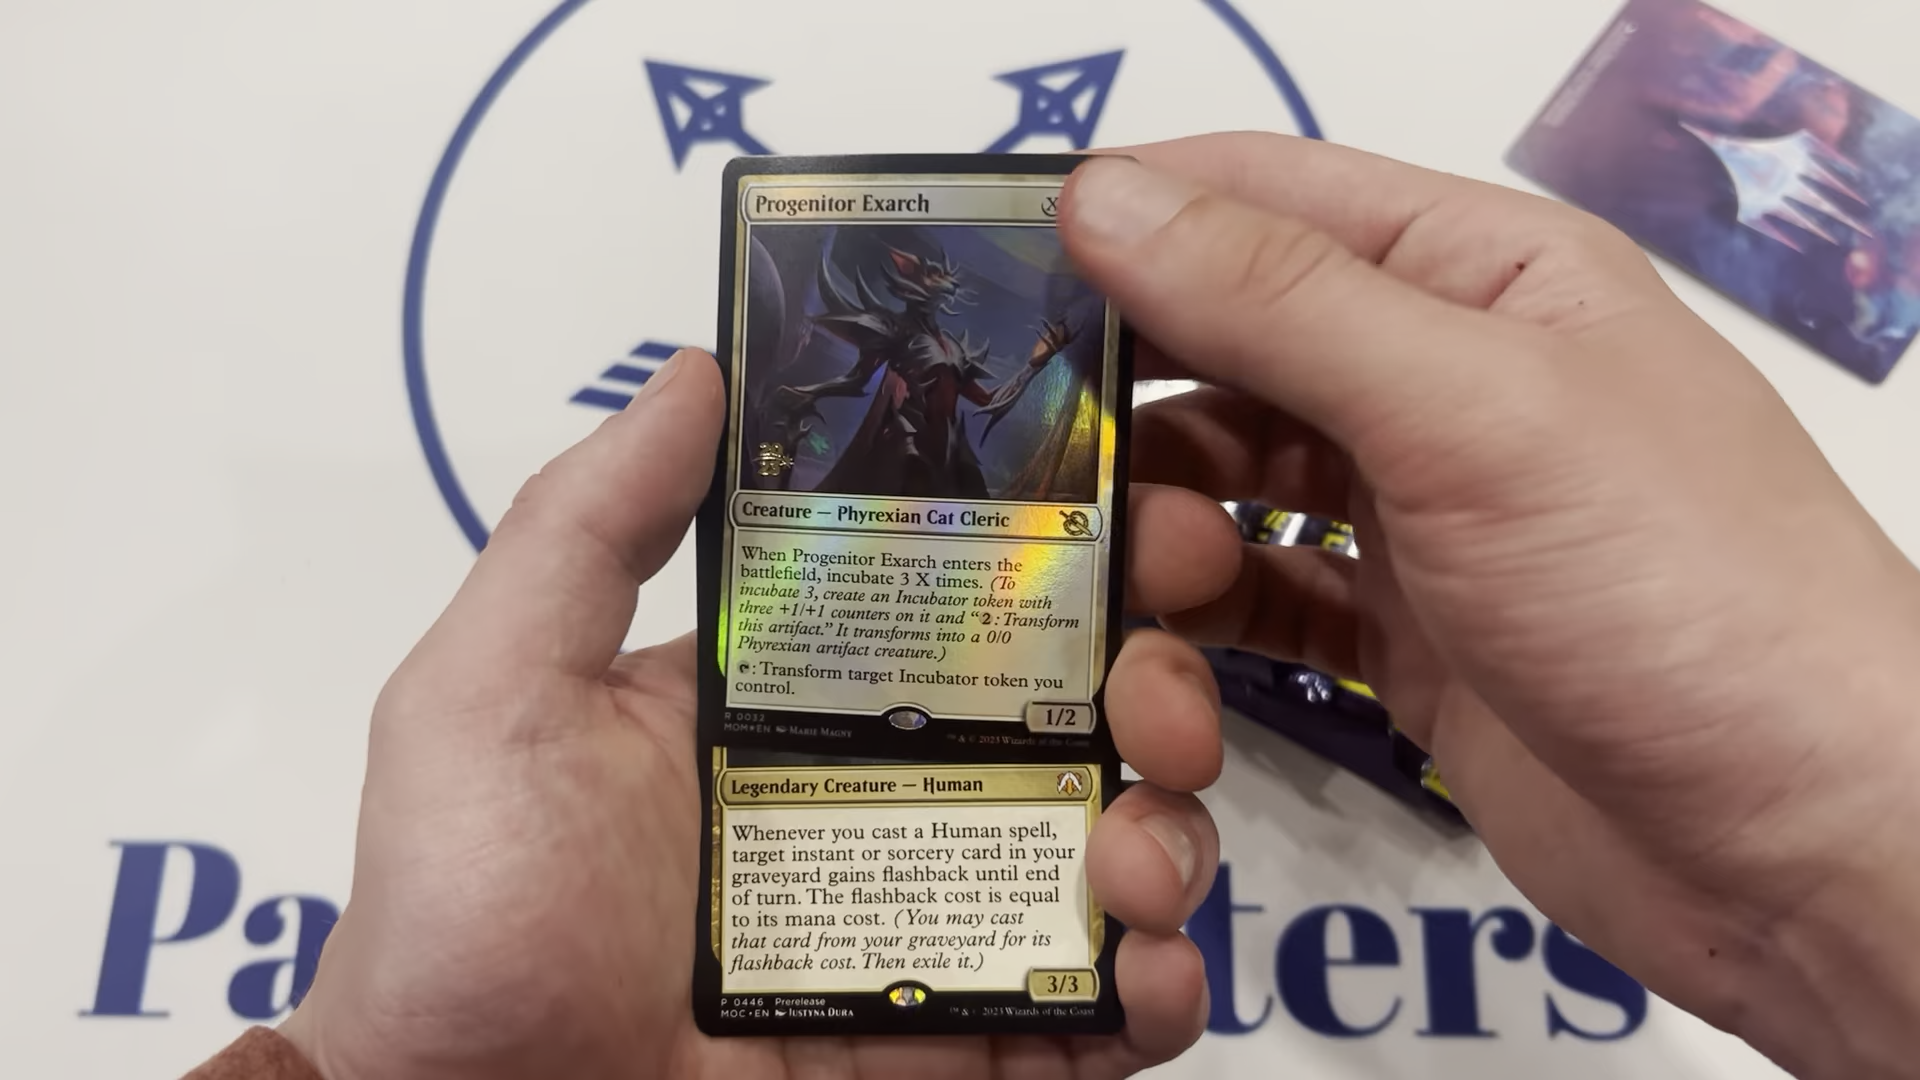 Progenitor Exarch X
20
23
Creature — Phyrexian Cat Cleric
When Progenitor Exarch enters the
battlefield, incubate 3 X times. (To
incubate 3, create an Incubator token with
three +1/+1 counters on it and “2: Transform
this artifact.” It transforms into a 0/0
Phyrexian artifact creature.)
: Transform target Incubator token you
control.
1/2
R 0032
MOM★EN MARIE MAGNY
™ & © 2023 Wizards of the Coast
Legendary Creature — Human
Whenever you cast a Human spell,
target instant or sorcery card in your
graveyard gains flashback until end
of turn. The flashback cost is equal
to its mana cost. (You may cast
that card from your graveyard for its
flashback cost. Then exile it.)
3/3
P 0446 Prerelease
MOC•EN IUSTYNA DURA
™ & © 2023 Wizards of the Coast
Pa ters